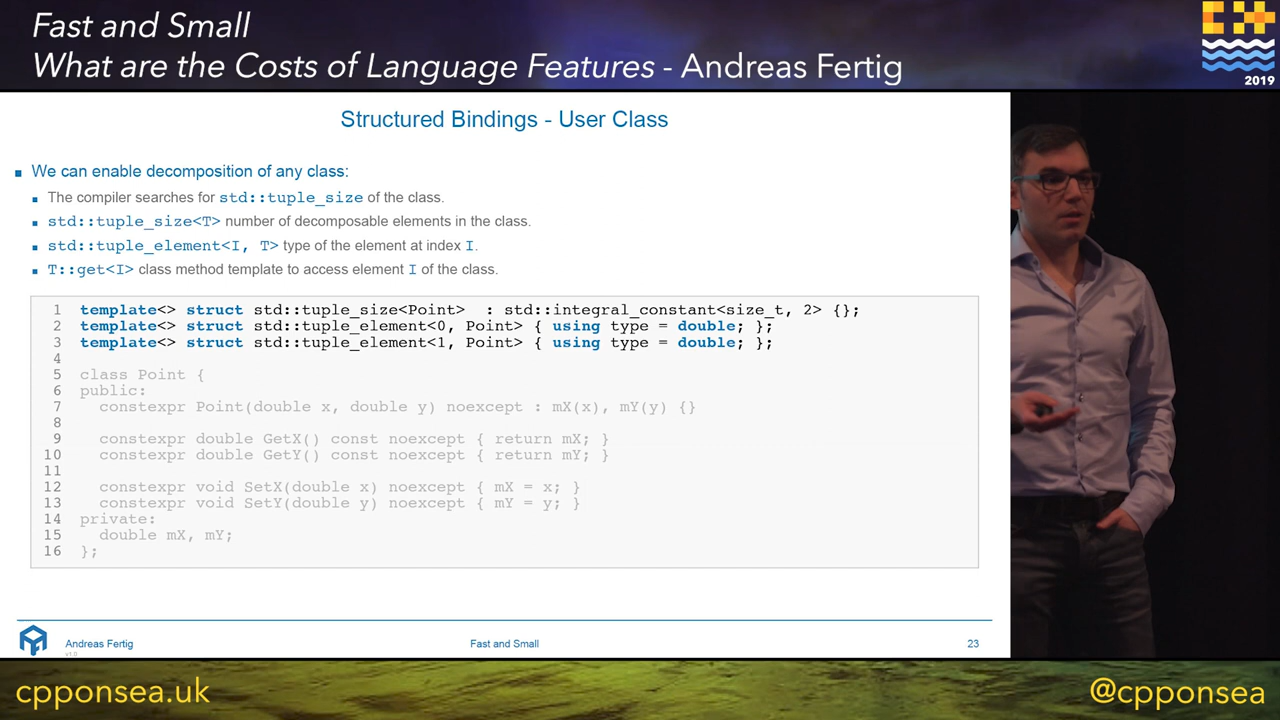 Fast and Small
What are the Costs of Language Features - Andreas Fertig
2019
Structured Bindings - User Class
We can enable decomposition of any class:
The compiler searches for std::tuple_size of the class.
std::tuple_size<T> number of decomposable elements in the class.
std::tuple_element<I, T> type of the element at index I.
T::get<I> class method template to access element I of the class.
1 template<> struct std::tuple_size<Point>  : std::integral_constant<size_t, 2> {};
2 template<> struct std::tuple_element<0, Point> { using type = double; };
3 template<> struct std::tuple_element<1, Point> { using type = double; };
4
5 class Point {
6 public:
7   constexpr Point(double x, double y) noexcept : mX(x), mY(y) {}
8
9   constexpr double GetX() const noexcept { return mX; }
10   constexpr double GetY() const noexcept { return mY; }
11
12   constexpr void SetX(double x) noexcept { mX = x; }
13   constexpr void SetY(double y) noexcept { mY = y; }
14 private:
15   double mX, mY;
16 };
Andreas Fertig
v1.0
Fast and Small
23
cpponsea.uk
@cpponsea